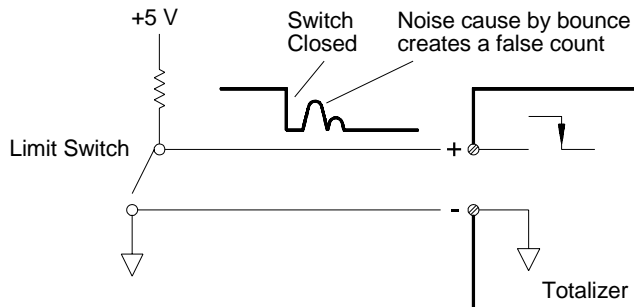 +5 V
Switch
Closed
Noise cause by bounce
creates a false count
Limit Switch
+
-
Totalizer